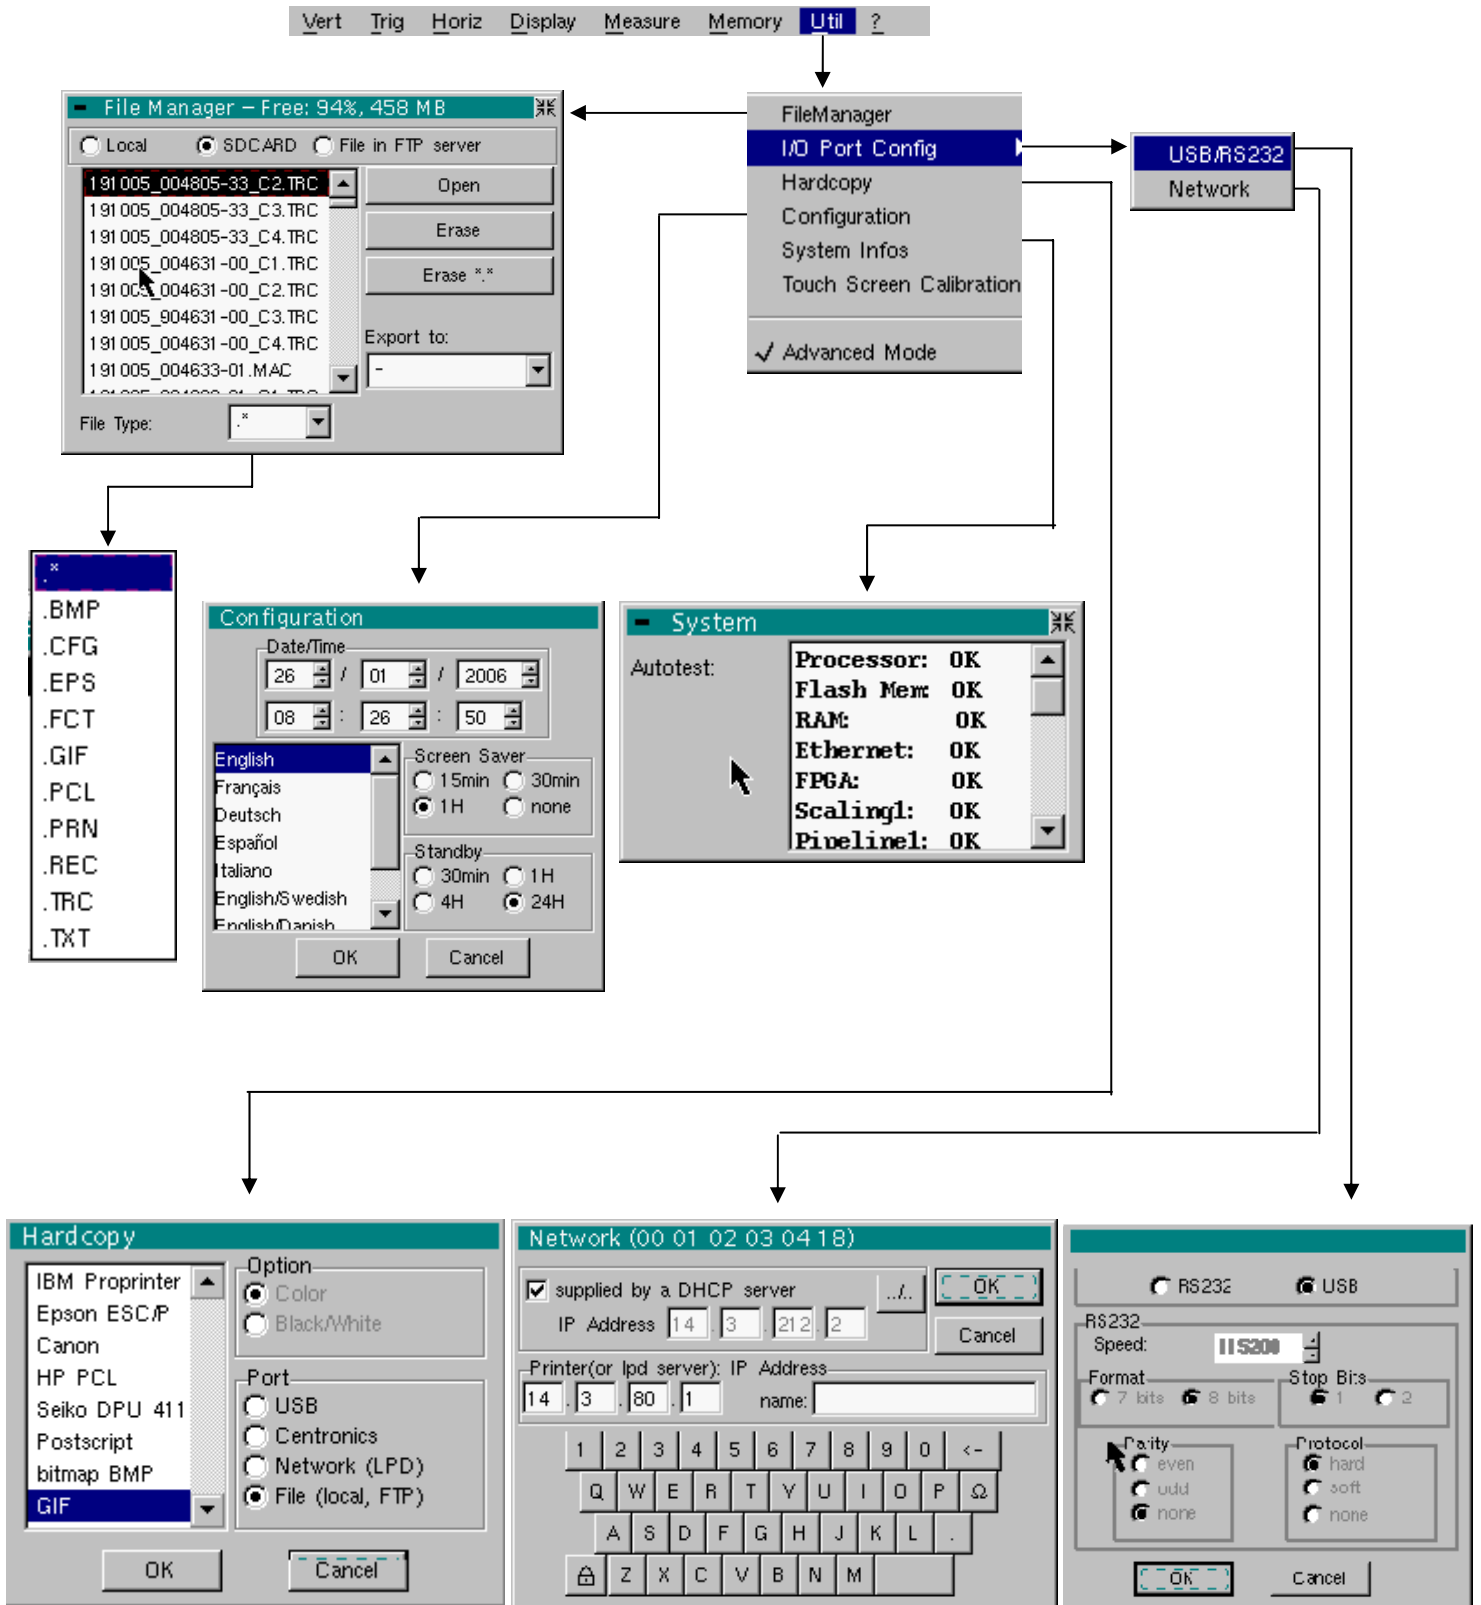 Vert Trig Horiz Display Measure Memory Util ?
File Manager – Free: 94%, 458 MB
Local SDCARD File in FTP server
191005_004805-33_C2.TRC
191005_004805-33_C3.TRC
191005_004805-33_C4.TRC
191005_004631-00_C1.TRC
191005_004631-00_C2.TRC
191005_904631-00_C3.TRC
191005_004631-00_C4.TRC
191005_004633-01.MAC
Open
Erase
Erase *.*
Export to:
-
File Type: .*
FileManager
I/O Port Config
Hardcopy
Configuration
System Infos
Touch Screen Calibration
✓ Advanced Mode
USB/RS232
Network
.*
.BMP
.CFG
.EPS
.FCT
.GIF
.PCL
.PRN
.REC
.TRC
.TXT
Configuration
Date/Time
26 / 01 / 2006
08 : 26 : 50
English
Français
Deutsch
Español
Italiano
English/Swedish
English/Danish
Screen Saver
15min 30min
1H none
Standby
30min 1H
4H 24H
OK Cancel
System
Autotest:
Processor: OK
Flash Mem: OK
RAM: OK
Ethernet: OK
FPGA: OK
Scaling1: OK
Pipeline1: OK
Hardcopy
IBM Proprinter
Epson ESC/P
Canon
HP PCL
Seiko DPU 411
Postscript
bitmap BMP
GIF
Option
Color
Black/White
Port
USB
Centronics
Network (LPD)
File (local, FTP)
OK Cancel
Network (00 01 02 03 04 18)
supplied by a DHCP server ../..
IP Address 14 . 3 . 212 . 2
OK
Cancel
Printer(or lpd server): IP Address
14 . 3 . 80 . 1 name:
1 2 3 4 5 6 7 8 9 0 <-
Q W E R T Y U I O P Ω
A S D F G H J K L .
Z X C V B N M
RS232 USB
RS232
Speed: 115200
Format
7 bits 8 bits
Stop Bits
1 2
Parity
even
odd
none
Protocol
hard
soft
none
OK Cancel